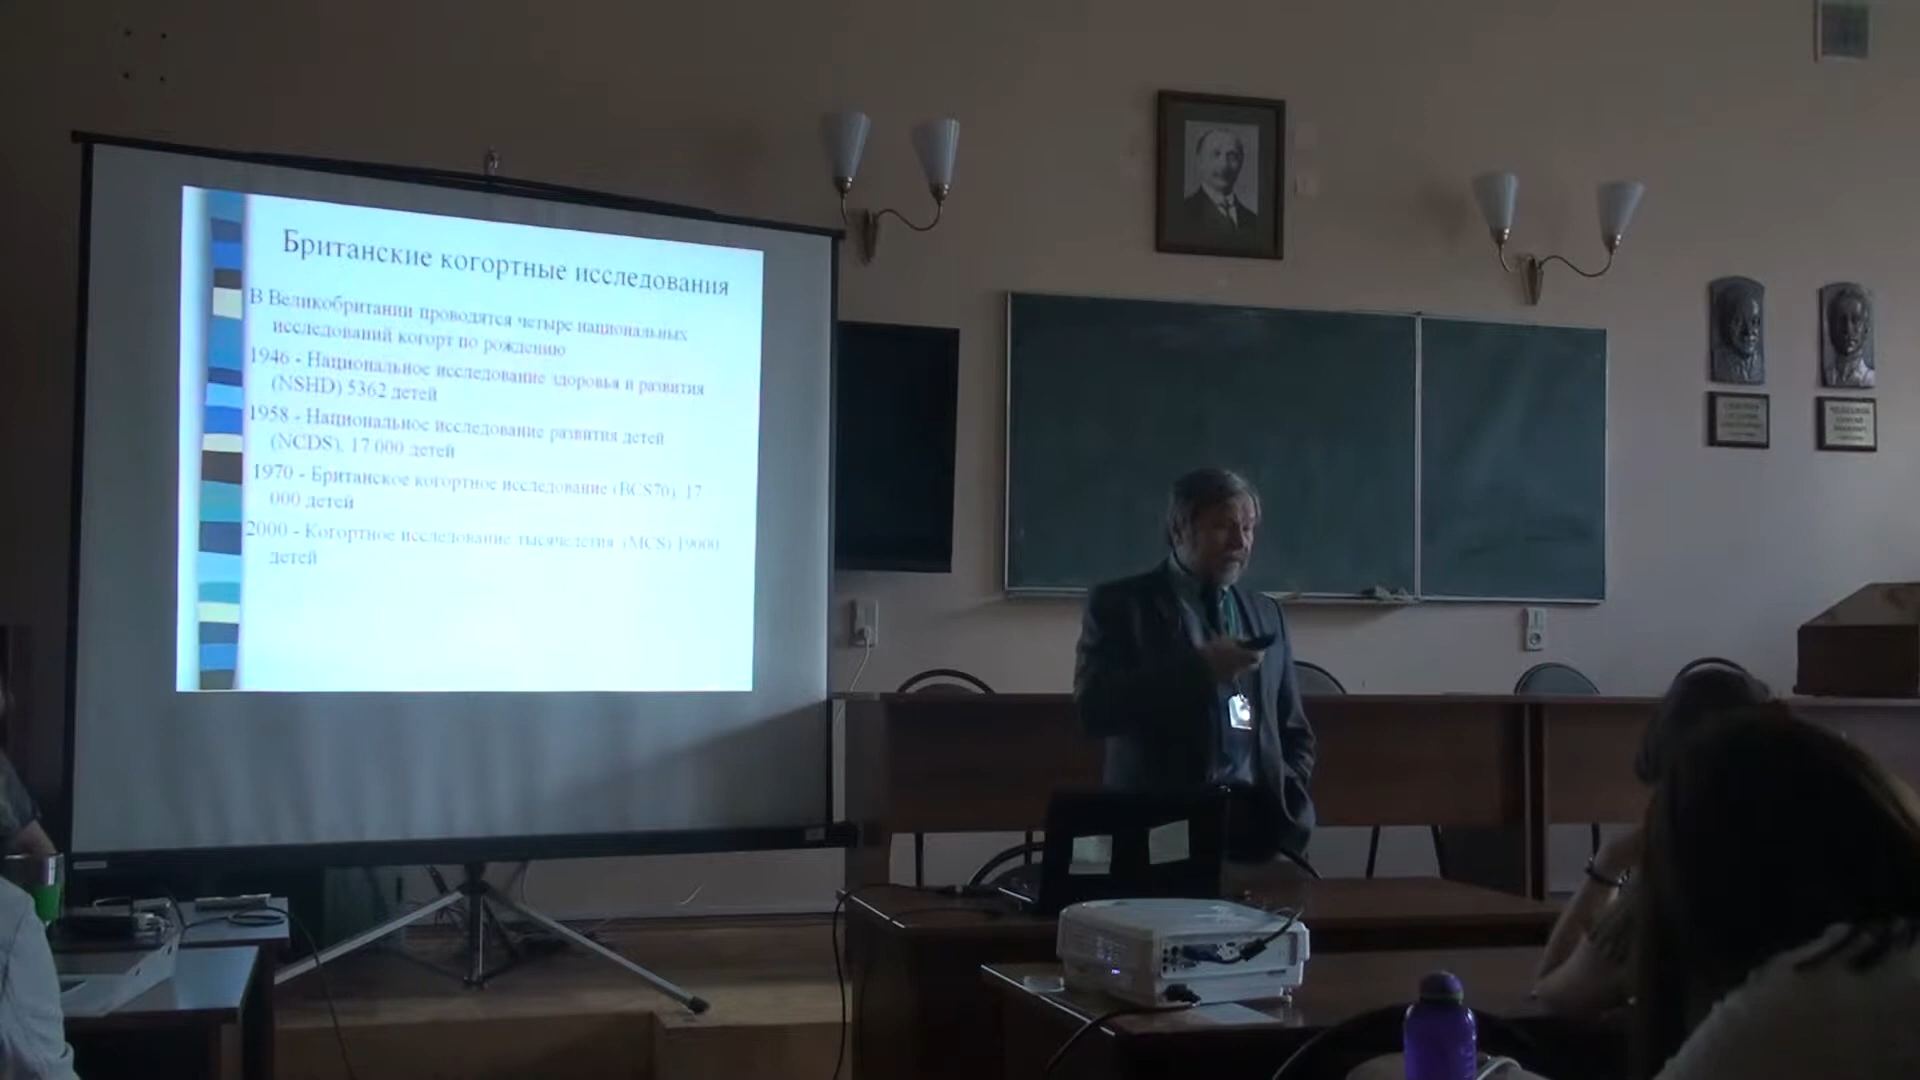 Британские когортные исследования
В Великобритании проводятся четыре национальных
исследований когорт по рождению
1946 - Национальное исследование здоровья и развития
(NSHD) 5362 детей
1958 - Национальное исследование развития детей
(NCDS), 17 000 детей
1970 - Британское когортное исследование (BCS70), 17
000 детей
2000 - Когортное исследование тысячелетия (MCS) 19000
детей